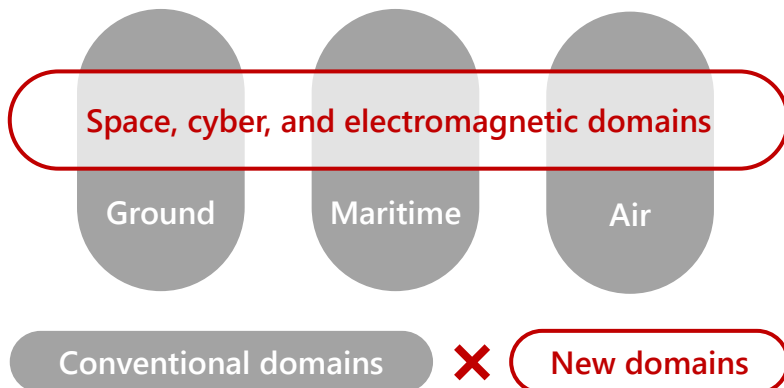 Space, cyber, and electromagnetic domains
Ground
Maritime
Air
Conventional domains
New domains